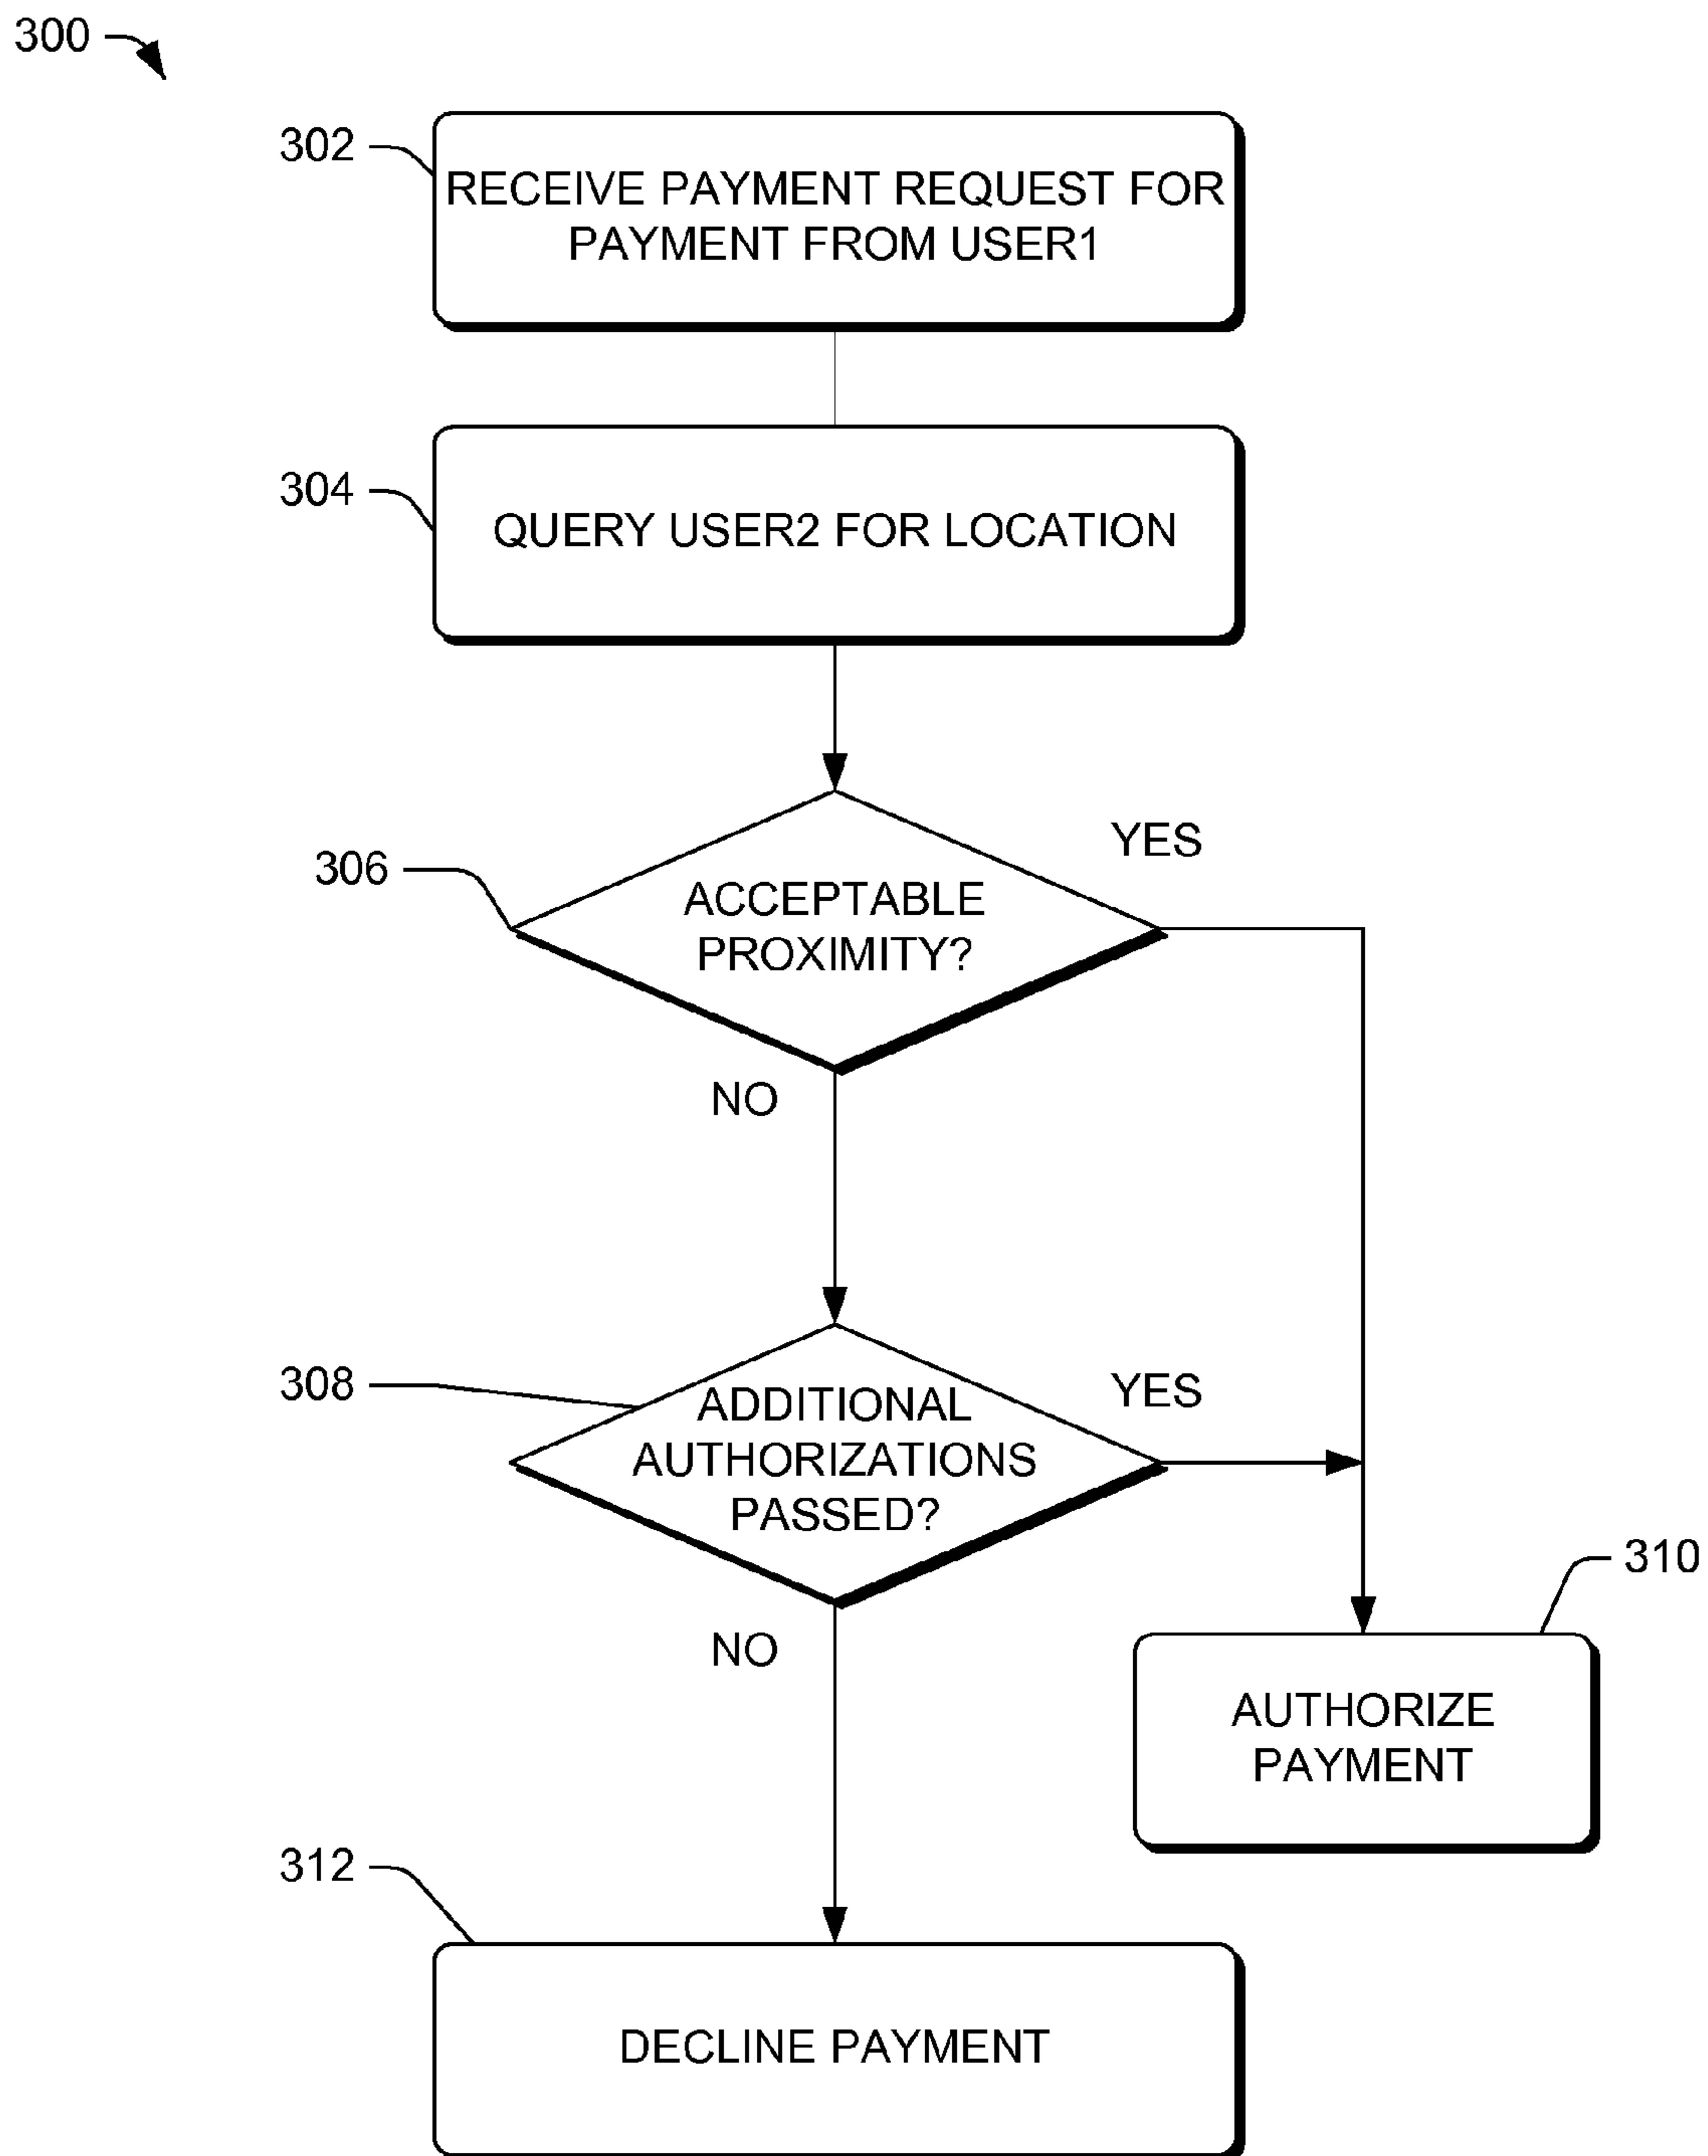 300
302
RECEIVE PAYMENT REQUEST FOR
PAYMENT FROM USER1
304
QUERY USER2 FOR LOCATION
306
ACCEPTABLE
PROXIMITY?
YES
NO
308
ADDITIONAL
AUTHORIZATIONS
PASSED?
YES
NO
310
AUTHORIZE
PAYMENT
312
DECLINE PAYMENT